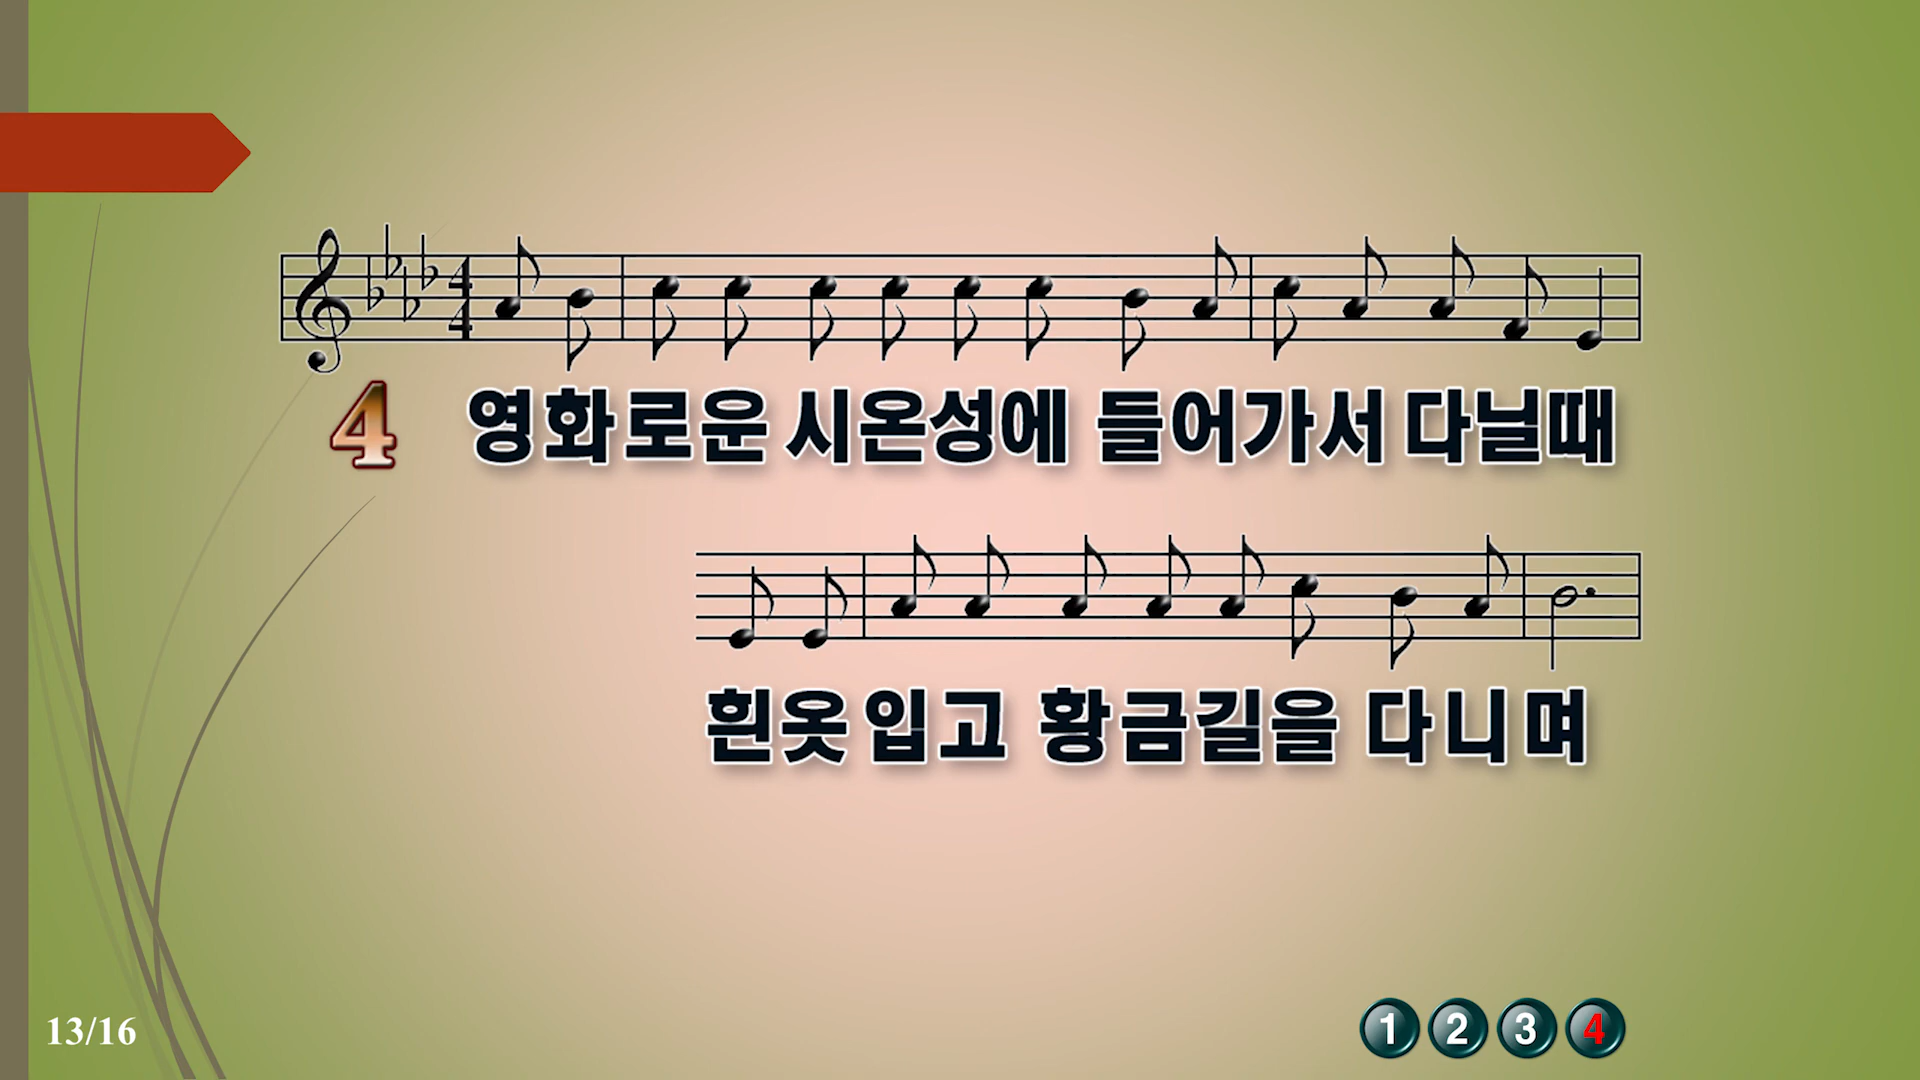 4 영화로운 시온성에 들어가서 다닐때
흰옷 입고 황금길을 다니며
13/16
1 2 3 4